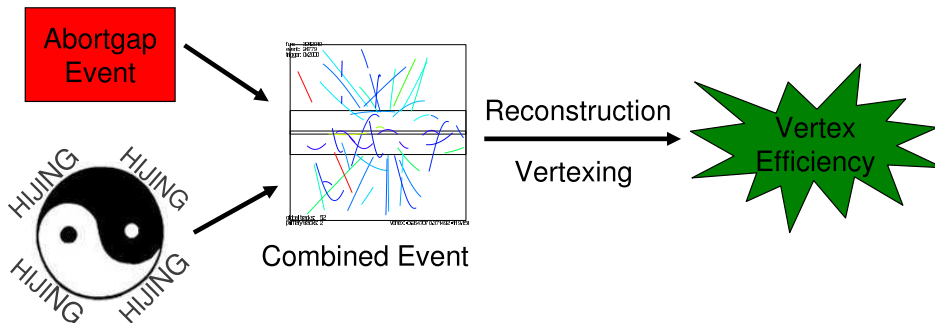 Abortgap
Event
HIJING
HIJING
HIJING
HIJING
Combined Event
Reconstruction
Vertexing
Vertex
Efficiency